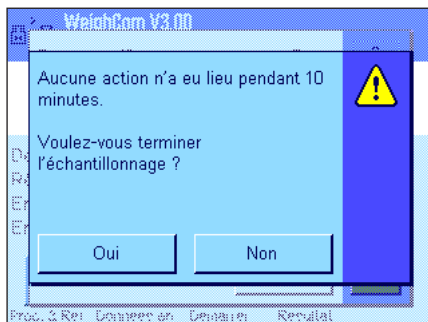 WeighCom V3.00
Aucune action n'a eu lieu pendant 10
minutes.
Voulez-vous terminer
l'échantillonnage ?
Oui Non